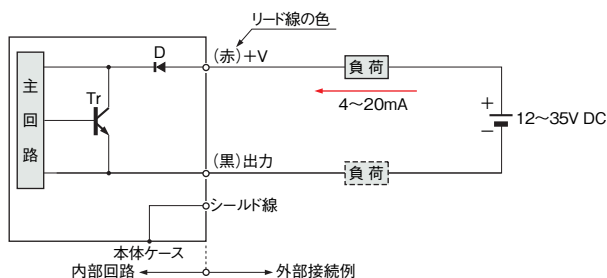 リード線の色
D
(赤)+V
負荷
主回路
Tr
4〜20mA
+
−
12〜35V DC
(黒)出力
負荷
シールド線
本体ケース
内部回路
外部接続例